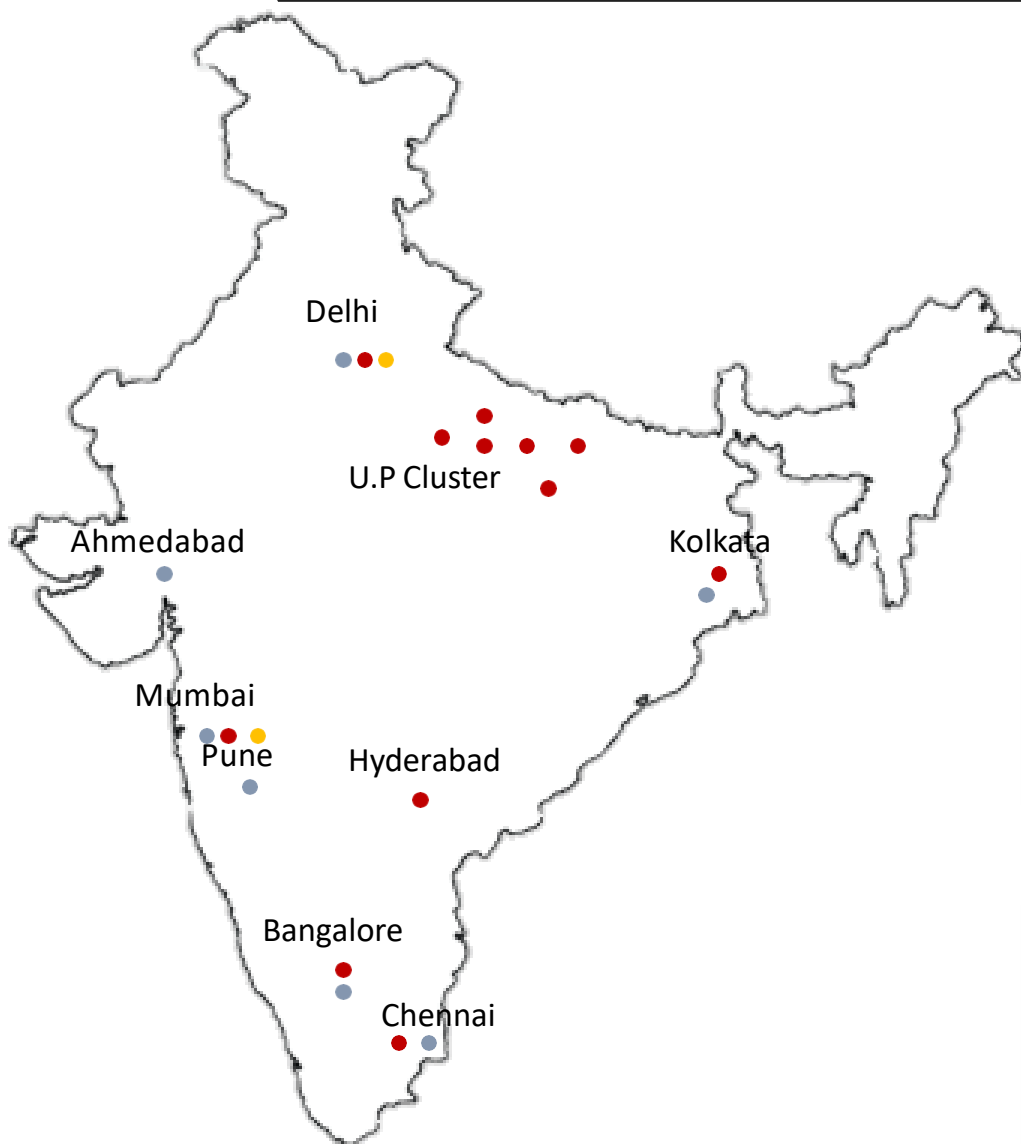 Delhi
U.P Cluster
Ahmedabad
Kolkata
Mumbai
Pune
Hyderabad
Bangalore
Chennai